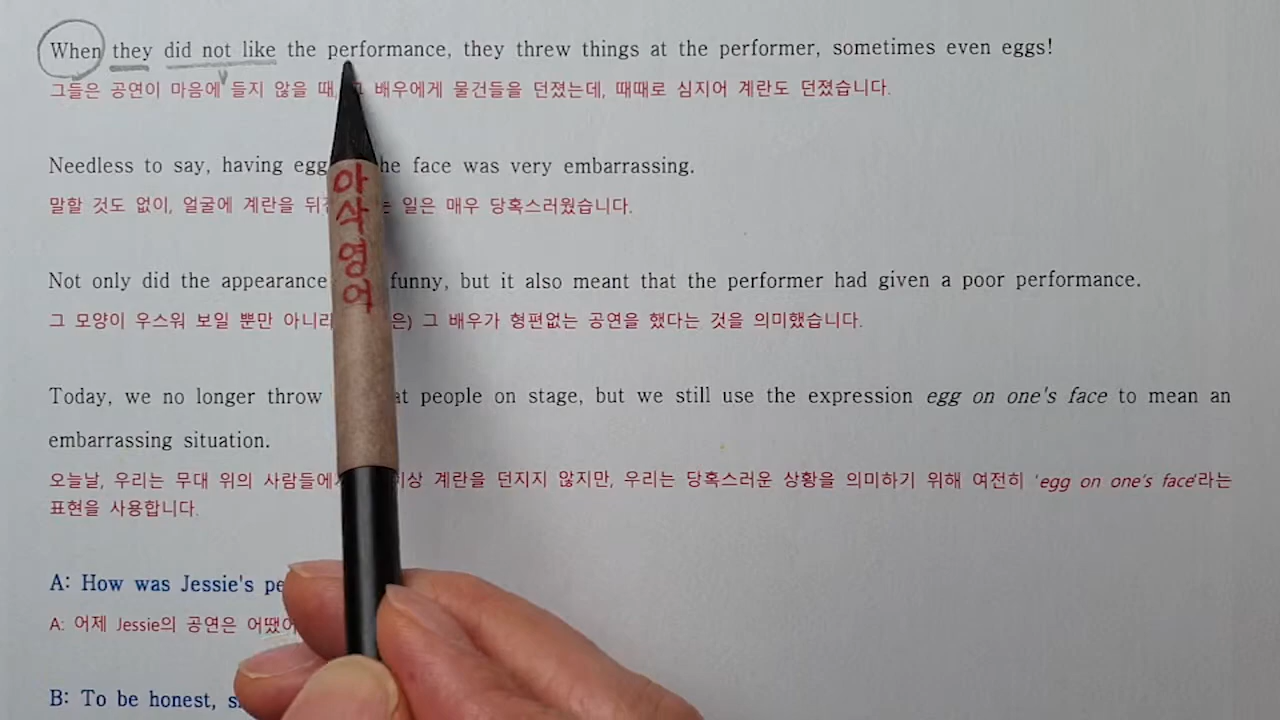 When they did not like the performance, they threw things at the performer, sometimes even eggs!
그들은 공연이 마음에 들지 않을 때, 배우에게 물건들을 던졌는데, 때때로 심지어 계란도 던졌습니다.
Needless to say, having face was very embarrassing.
말할 것도 없이, 얼굴에 계란을 일은 매우 당혹스러웠습니다.
Not only did the appearance funny, but it also meant that the performer had given a poor performance.
그 모양이 우스워 보일 뿐만 그 배우가 형편없는 공연을 했다는 것을 의미했습니다.
Today, we no longer throw at people on stage, but we still use the expression egg on one's face to mean an
embarrassing situation.
오늘날, 우리는 무대 위의 계란을 던지지 않지만, 우리는 당혹스러운 상황을 의미하기 위해 여전히 'egg on one's face'라는
표현을 사용합니다.
A: How was Jessie's
A: 어제 Jessie의 공연은
B: To be honest,
아삭영어